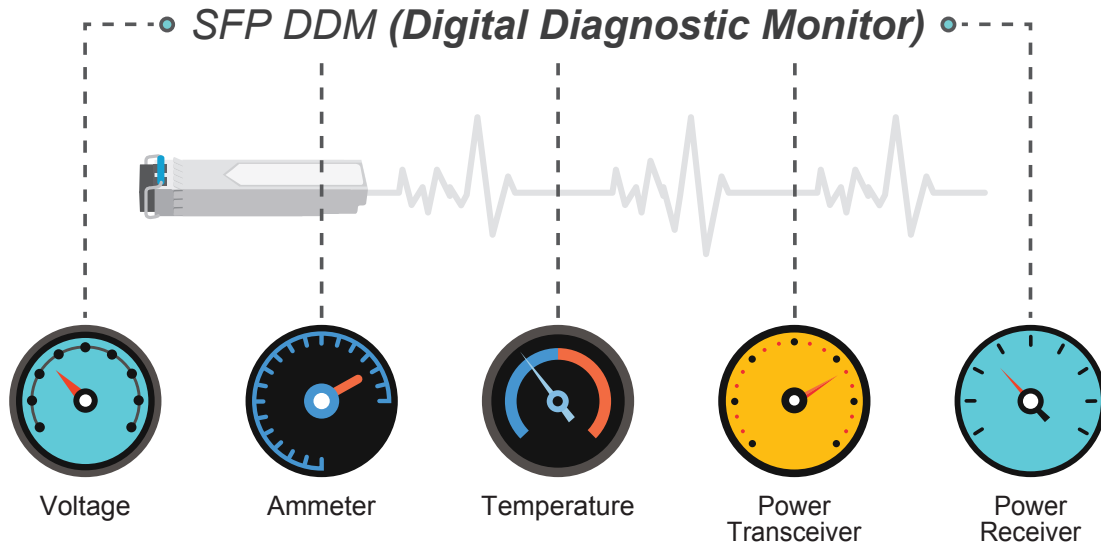 SFP DDM (Digital Diagnostic Monitor)
Voltage
Ammeter
Temperature
Power
Transceiver
Power
Receiver